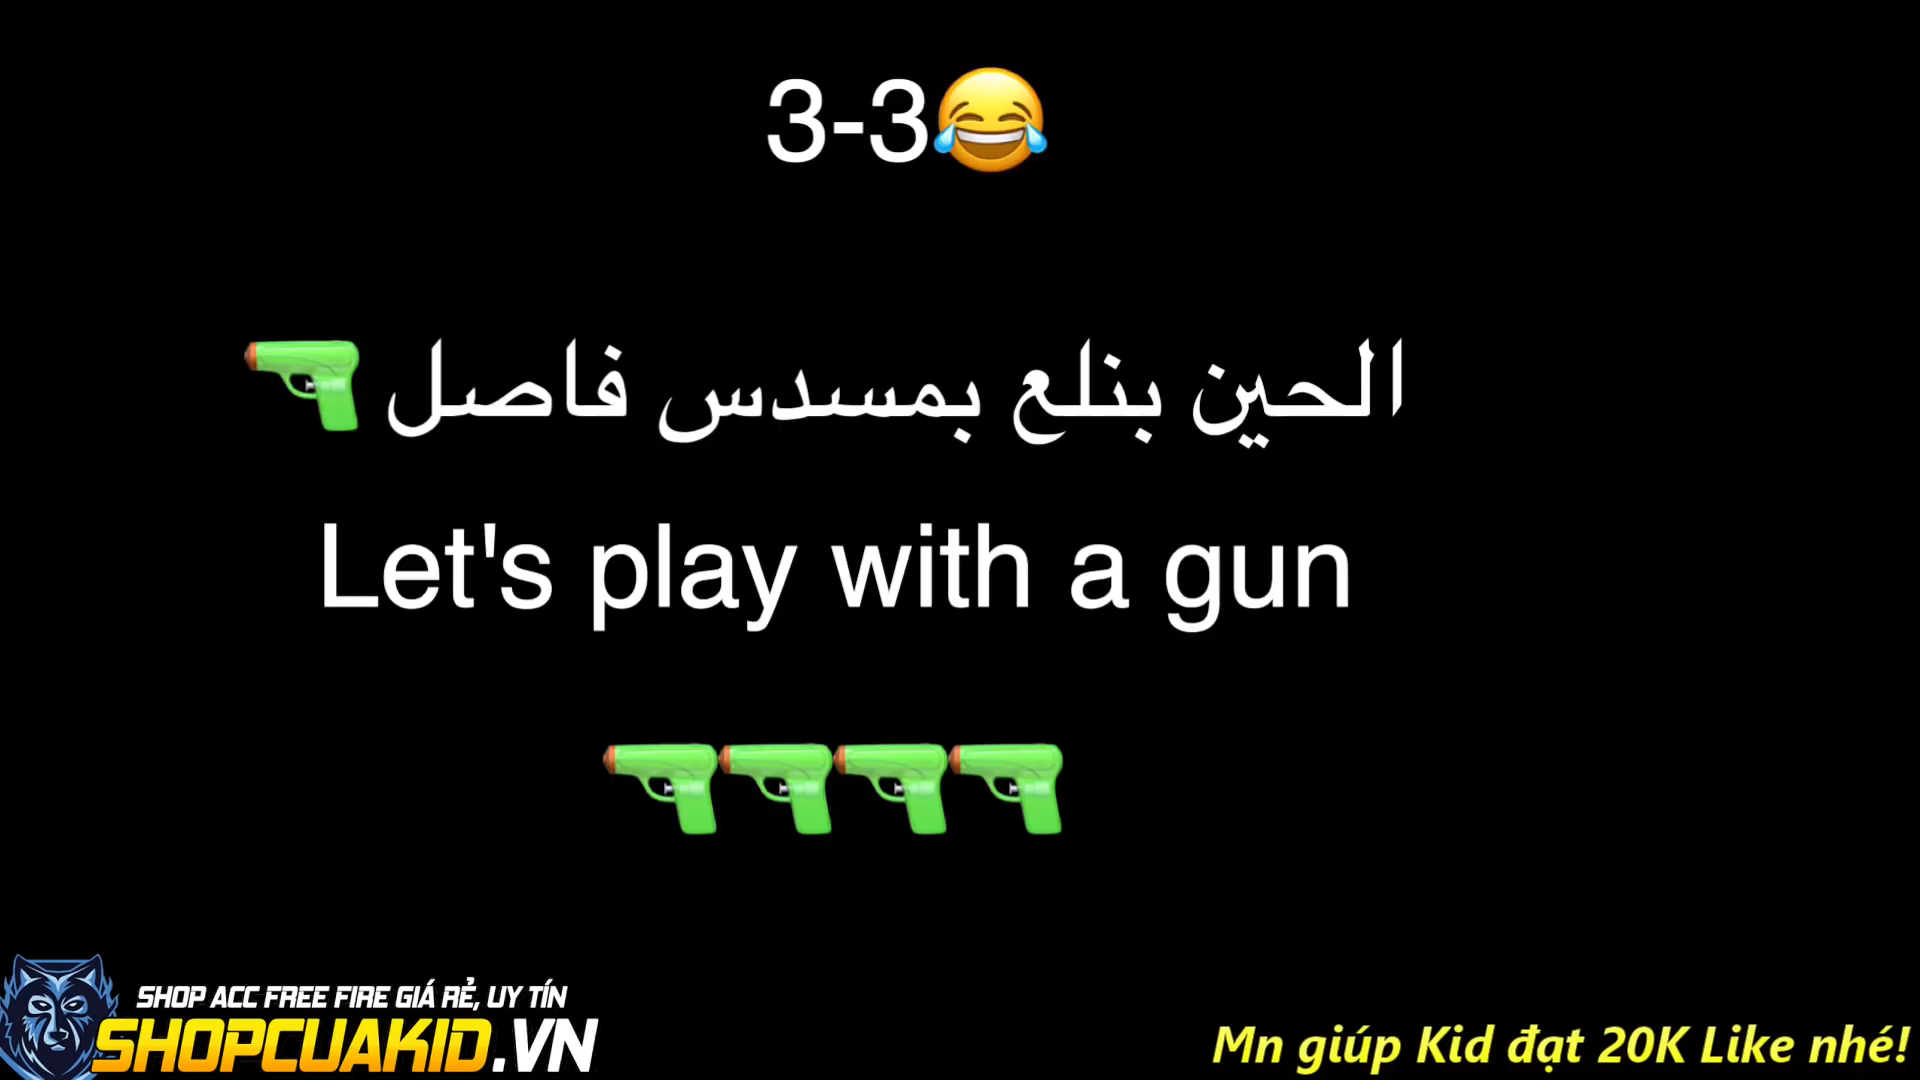 3-3😂
الحين بنلع بمسدس فاصل🔫
Let's play with a gun
🔫🔫🔫🔫
SHOP ACC FREE FIRE GIÁ RẺ, UY TÍN
SHOPCUAKID.VN
Mn giúp Kid đạt 20K Like nhé!